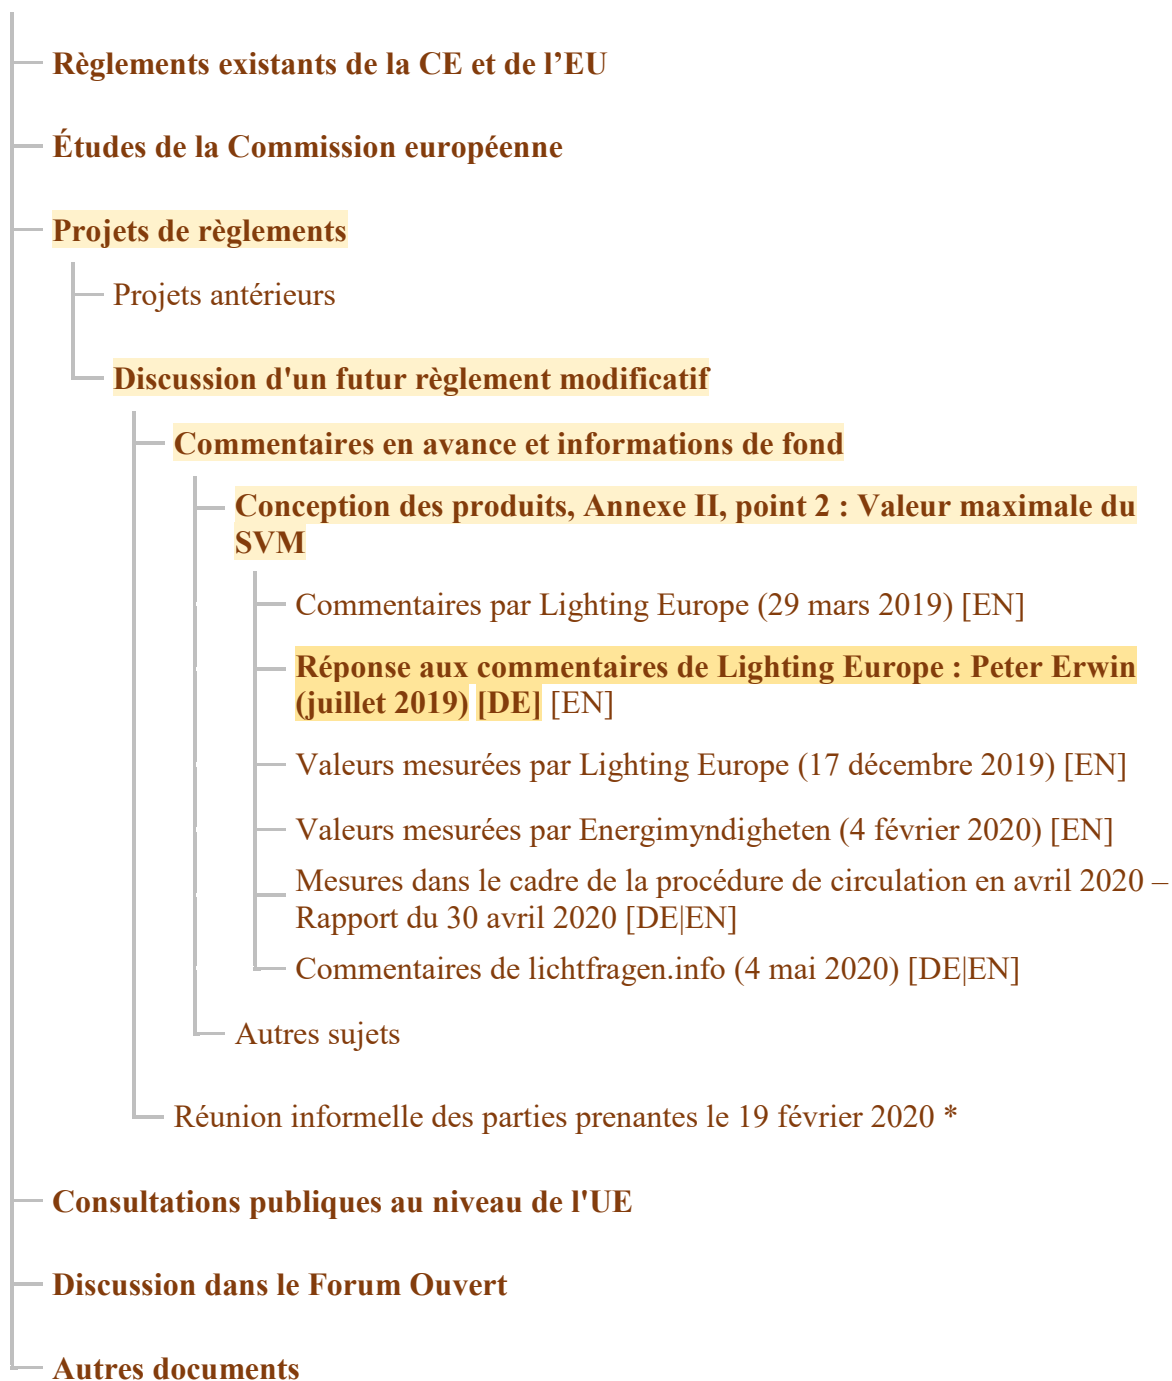 Règlements existants de la CE et de l’EU
Études de la Commission européenne
Projets de règlements
Projets antérieurs
Discussion d'un futur règlement modificatif
Commentaires en avance et informations de fond
Conception des produits, Annexe II, point 2 : Valeur maximale du
SVM
Commentaires par Lighting Europe (29 mars 2019) [EN]
Réponse aux commentaires de Lighting Europe : Peter Erwin
(juillet 2019) [DE] [EN]
Valeurs mesurées par Lighting Europe (17 décembre 2019) [EN]
Valeurs mesurées par Energimyndigheten (4 février 2020) [EN]
Mesures dans le cadre de la procédure de circulation en avril 2020 –
Rapport du 30 avril 2020 [DE|EN]
Commentaires de lichtfragen.info (4 mai 2020) [DE|EN]
Autres sujets
Réunion informelle des parties prenantes le 19 février 2020 *
Consultations publiques au niveau de l'UE
Discussion dans le Forum Ouvert
Autres documents